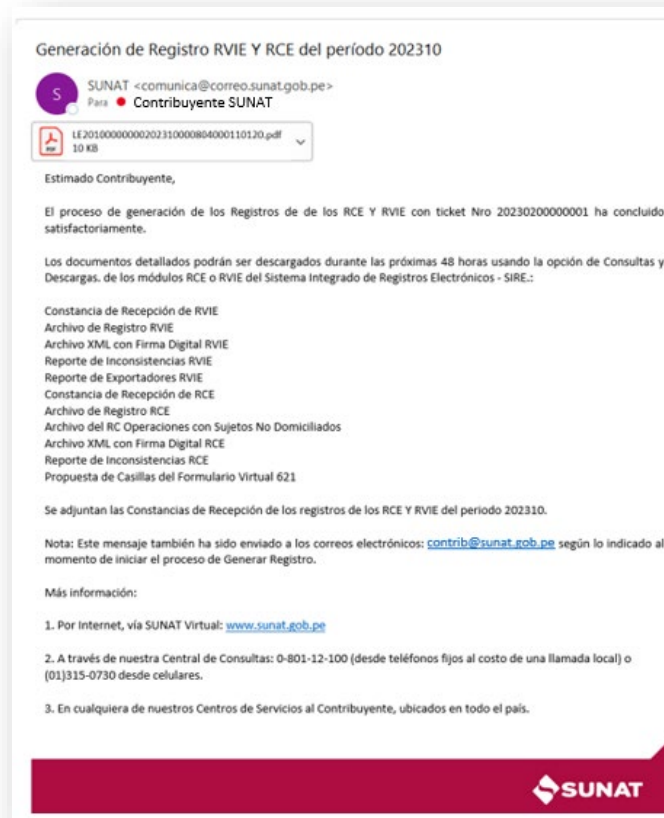 Generación de Registro RVIE Y RCE del período 202310
S
SUNAT <comunica@correo.sunat.gob.pe>
Para Contribuyente SUNAT
PDF
LE2010000000020231000080400011012​0.pdf
10 KB
Estimado Contribuyente,
El proceso de generación de los Registros de de los RCE Y RVIE con ticket Nro 20230200000001 ha concluido
satisfactoriamente.
Los documentos detallados podrán ser descargados durante las próximas 48 horas usando la opción de Consultas y
Descargas. de los módulos RCE o RVIE del Sistema Integrado de Registros Electrónicos - SIRE.:
Constancia de Recepción de RVIE
Archivo de Registro RVIE
Archivo XML con Firma Digital RVIE
Reporte de Inconsistencias RVIE
Reporte de Exportadores RVIE
Constancia de Recepción de RCE
Archivo de Registro RCE
Archivo del RC Operaciones con Sujetos No Domiciliados
Archivo XML con Firma Digital RCE
Reporte de Inconsistencias RCE
Propuesta de Casillas del Formulario Virtual 621
Se adjuntan las Constancias de Recepción de los registros de los RCE Y RVIE del periodo 202310.
Nota: Este mensaje también ha sido enviado a los correos electrónicos: contrib@sunat.gob.pe según lo indicado al
momento de iniciar el proceso de Generar Registro.
Más información:
1. Por Internet, vía SUNAT Virtual: www.sunat.gob.pe
2. A través de nuestra Central de Consultas: 0-801-12-100 (desde teléfonos fijos al costo de una llamada local) o
(01)315-0730 desde celulares.
3. En cualquiera de nuestros Centros de Servicios al Contribuyente, ubicados en todo el país.
SUNAT